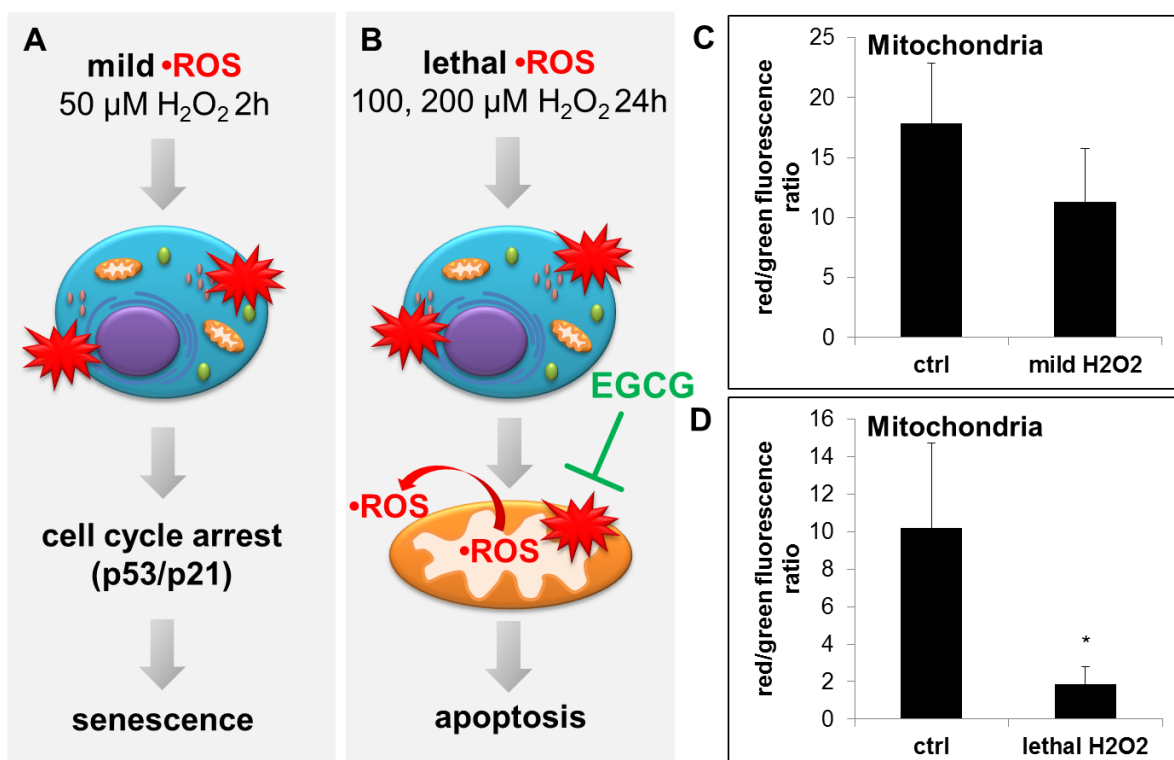 A
mild •ROS
50 µM H₂O₂ 2h
cell cycle arrest
(p53/p21)
senescence
B
lethal •ROS
100, 200 µM H₂O₂ 24h
EGCG
•ROS
•ROS
apoptosis
C
Mitochondria
red/green fluorescence
ratio
25
20
15
10
5
0
ctrl
mild H2O2
D
Mitochondria
red/green fluorescence
ratio
16
14
12
10
8
6
4
2
0
*
ctrl
lethal H2O2